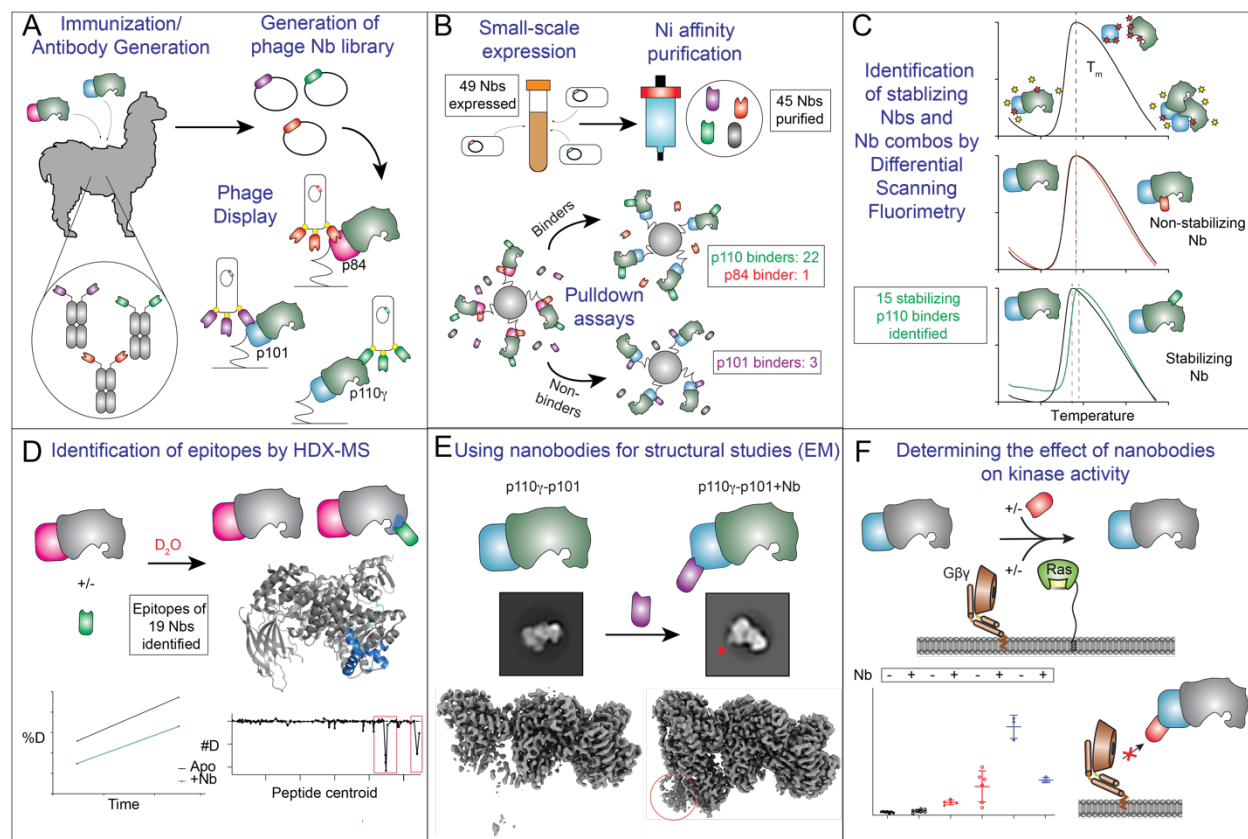 A
Immunization/
Antibody Generation
Generation of
phage Nb library
Phage
Display
p84
p101
p110γ
B
Small-scale
expression
Ni affinity
purification
49 Nbs
expressed
45 Nbs
purified
Binders
Pulldown
assays
Non-
binders
p110 binders: 22
p84 binder: 1
p101 binders: 3
C
Identification
of stablizing
Nbs and
Nb combos by
Differential
Scanning
Fluorimetry
Tm
Non-stabilizing
Nb
15 stabilizing
p110 binders
identified
Stabilizing
Nb
Temperature
D
Identification of epitopes by HDX-MS
+/-
D2O
Epitopes of
19 Nbs
identified
%D
Apo
+Nb
Time
#D
Peptide centroid
E
Using nanobodies for structural studies (EM)
p110γ-p101
p110γ-p101+Nb
F
Determining the effect of nanobodies
on kinase activity
+/-
+/-
Gβγ
Ras
Nb
- + - + - + - +